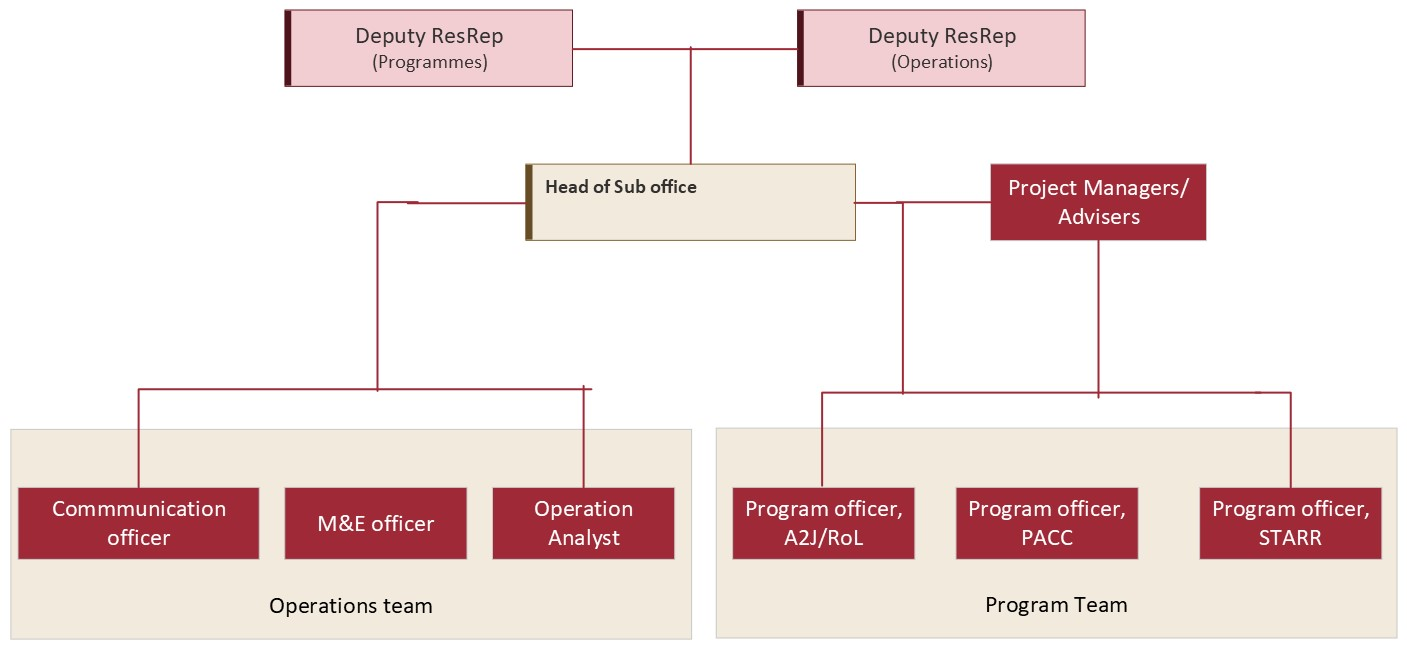 Deputy ResRep
(Programmes)
Deputy ResRep
(Operations)
Head of Sub office
Project Managers/
Advisers
Commmunication
officer
M&E officer
Operation
Analyst
Operations team
Program officer,
A2J/RoL
Program officer,
PACC
Program officer,
STARR
Program Team